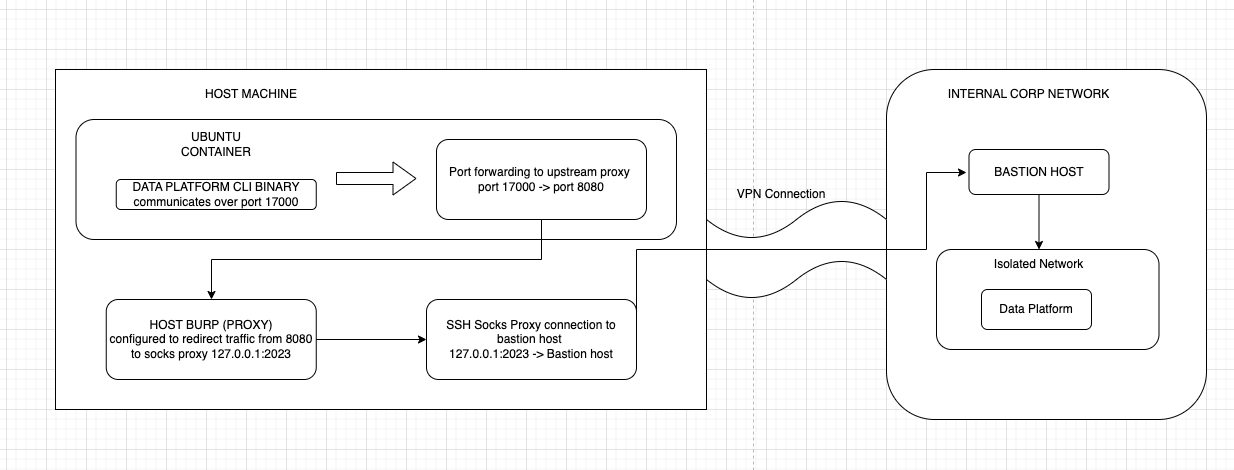 HOST MACHINE
UBUNTU
CONTAINER
DATA PLATFORM CLI BINARY
communicates over port 17000
Port forwarding to upstream proxy
port 17000 -> port 8080
HOST BURP (PROXY)
configured to redirect traffic from 8080
to socks proxy 127.0.0.1:2023
SSH Socks Proxy connection to
bastion host
127.0.0.1:2023 -> Bastion host
VPN Connection
INTERNAL CORP NETWORK
BASTION HOST
Isolated Network
Data Platform